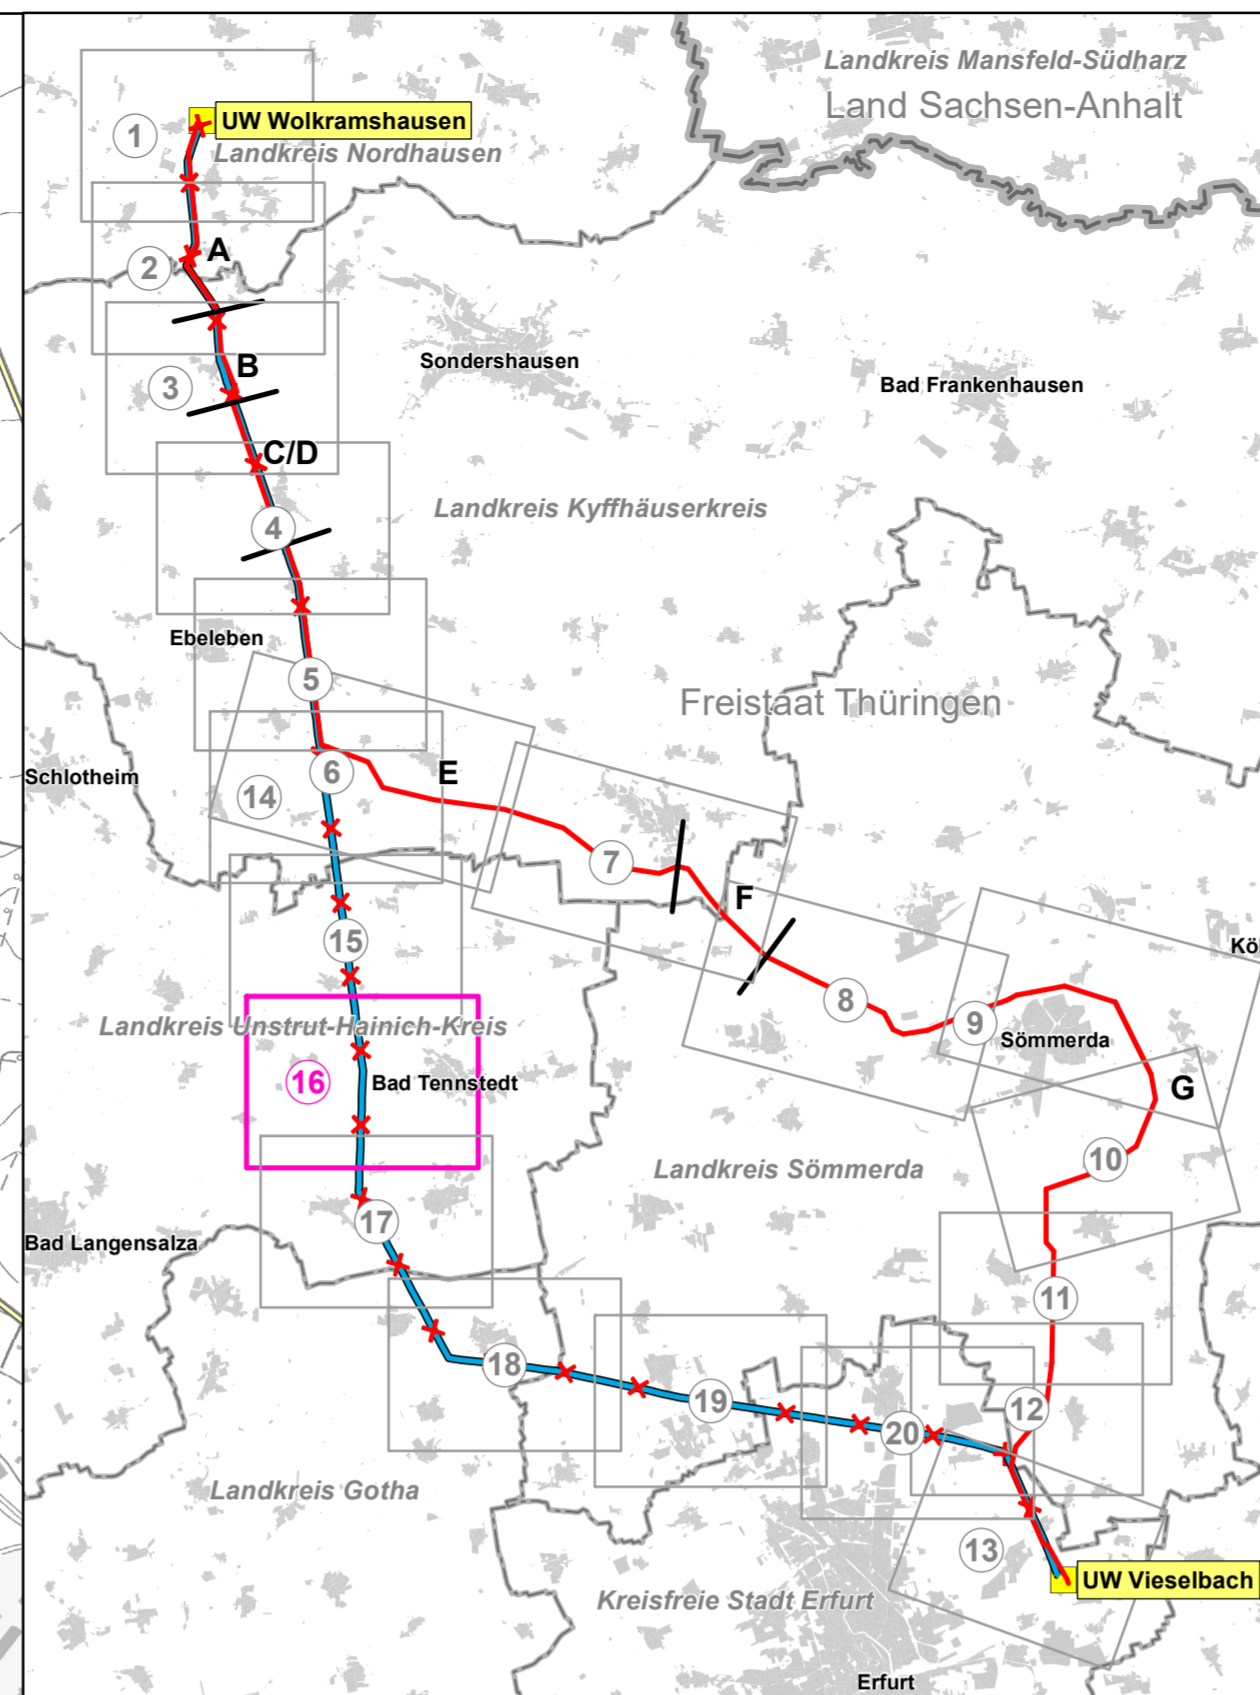 Landkreis Mansfeld-Südharz
Land Sachsen-Anhalt
UW Wolkramshausen
1
Landkreis Nordhausen
A
2
Sondershausen
B
3
Bad Frankenhausen
C/D
Landkreis Kyffhäuserkreis
4
Ebeleben
5
Freistaat Thüringen
Schlotheim
6
E
14
7
F
15
Kö
8
9
Landkreis Unstrut-Hainich-Kreis
Sömmerda
16
Bad Tennstedt
G
10
Landkreis Sömmerda
17
Bad Langensalza
11
18
19
12
20
Landkreis Gotha
13
UW Vieselbach
Kreisfreie Stadt Erfurt
Erfurt